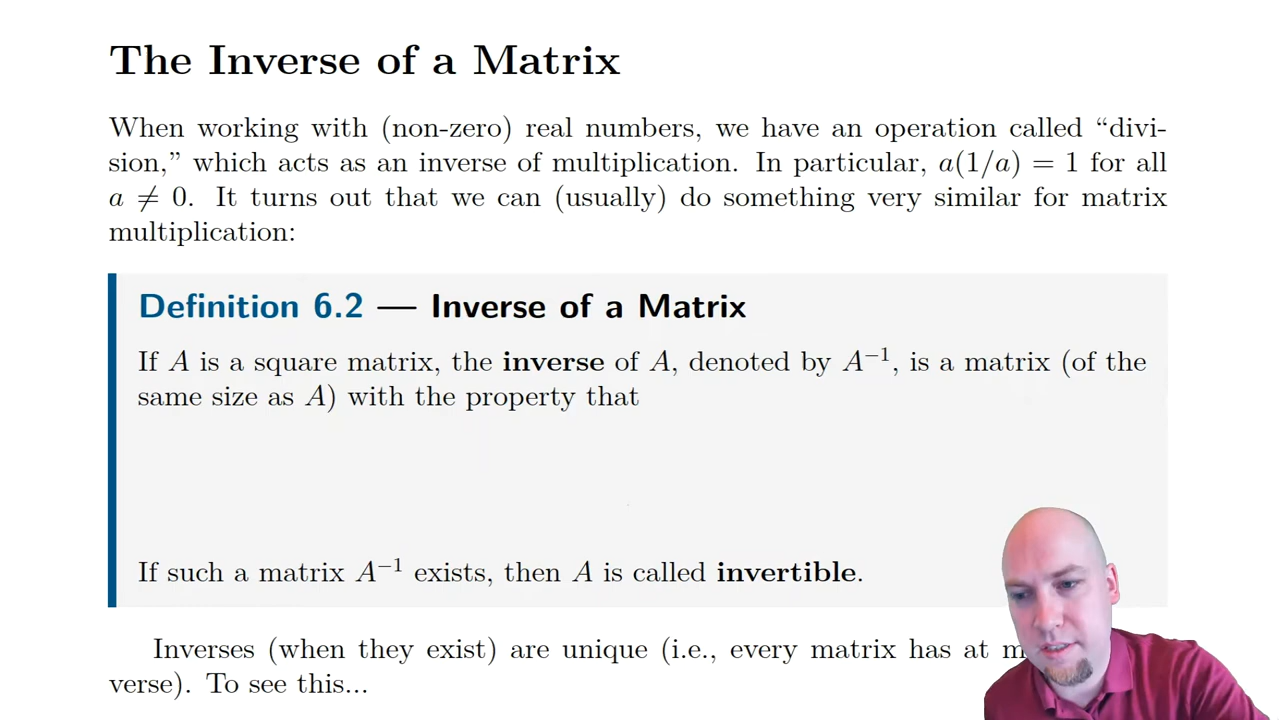 The Inverse of a Matrix
When working with (non-zero) real numbers, we have an operation called “divi-
sion,” which acts as an inverse of multiplication. In particular, a(1/a) = 1 for all
a ≠ 0. It turns out that we can (usually) do something very similar for matrix
multiplication:
Definition 6.2 — Inverse of a Matrix
If A is a square matrix, the inverse of A, denoted by A⁻¹, is a matrix (of the
same size as A) with the property that
If such a matrix A⁻¹ exists, then A is called invertible.
Inverses (when they exist) are unique (i.e., every matrix has at
verse). To see this...